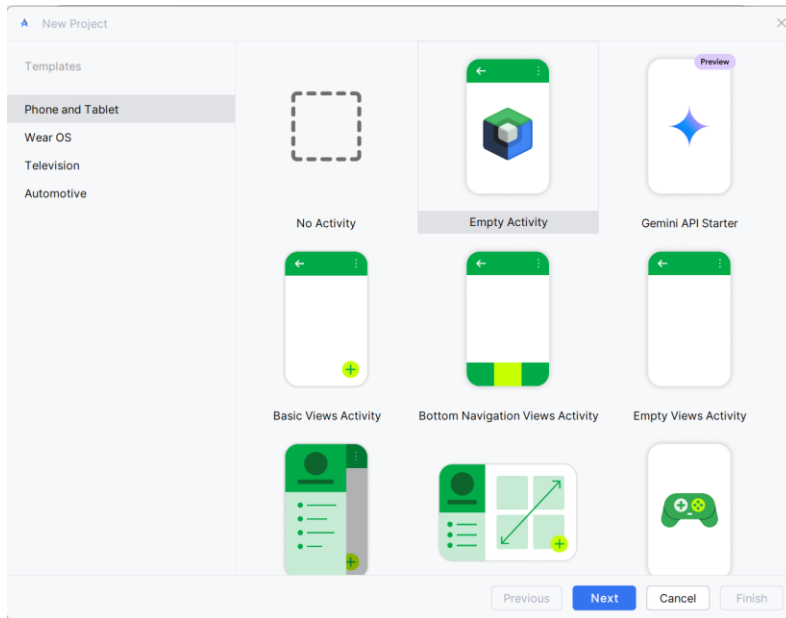 New Project
Templates
Phone and Tablet
Wear OS
Television
Automotive
No Activity
Empty Activity
Preview
Gemini API Starter
Basic Views Activity
Bottom Navigation Views Activity
Empty Views Activity
Previous
Next
Cancel
Finish